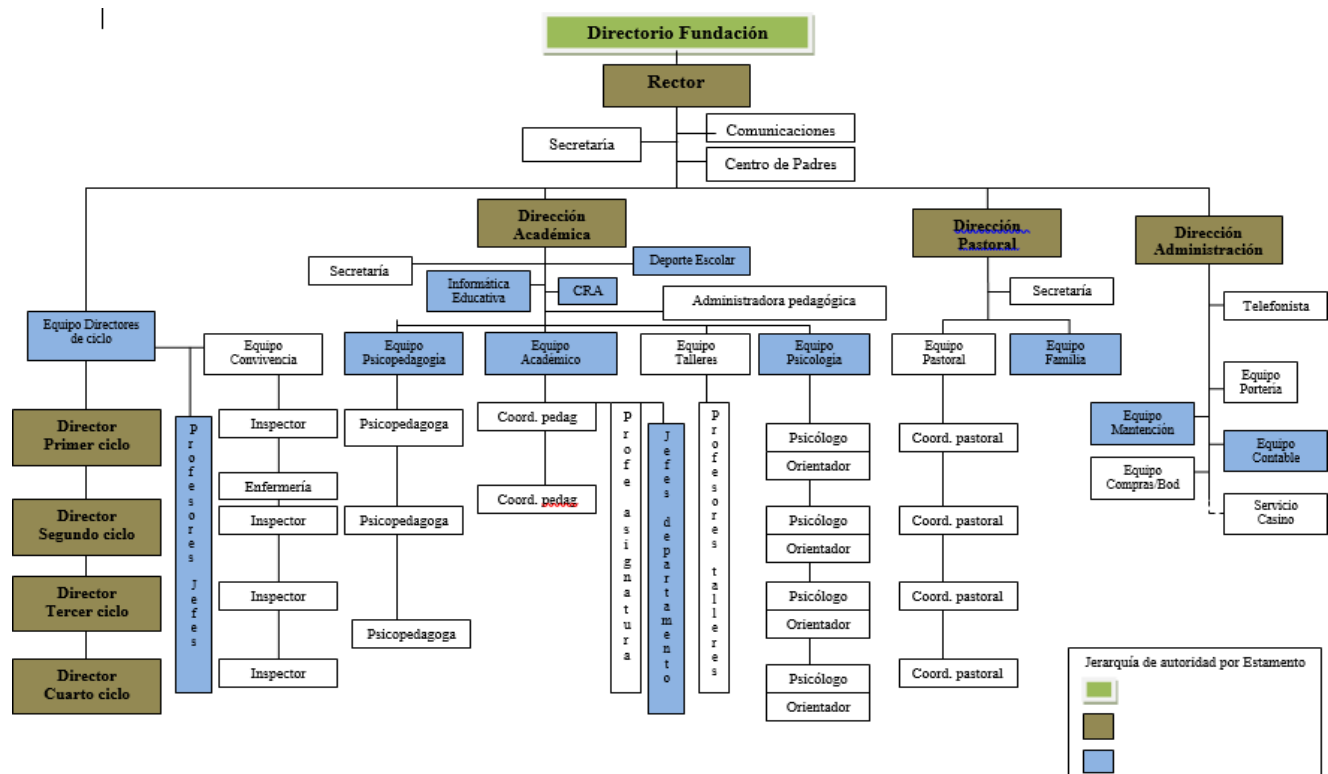 Directorio Fundación
Rector
Comunicaciones
Secretaría
Centro de Padres
Dirección
Académica
Dirección
Pastoral
Dirección
Administración
Secretaría
Deporte Escolar
Informática
Educativa
CRA
Administradora pedagógica
Secretaría
Telefonista
Equipo Directores
de ciclo
Equipo
Convivencia
Equipo
Psicopedagogia
Equipo
Académico
Equipo
Talleres
Equipo
Psicologia
Equipo
Pastoral
Equipo
Familia
Equipo
Porteria
Equipo
Mantención
Equipo
Contable
Equipo
Compras/Bod
Servicio
Casino
Director
Primer ciclo
Director
Segundo ciclo
Director
Tercer ciclo
Director
Cuarto ciclo
Profesores Jefes
Inspector
Enfermería
Inspector
Inspector
Inspector
Psicopedagoga
Psicopedagoga
Psicopedagoga
Coord. pedag
Coord. pedag
Profe asignatura
Jefes departamento
Profesores talleres
Psicólogo
Orientador
Psicólogo
Orientador
Psicólogo
Orientador
Psicólogo
Orientador
Coord. pastoral
Coord. pastoral
Coord. pastoral
Coord. pastoral
Jerarquía de autoridad por Estamento